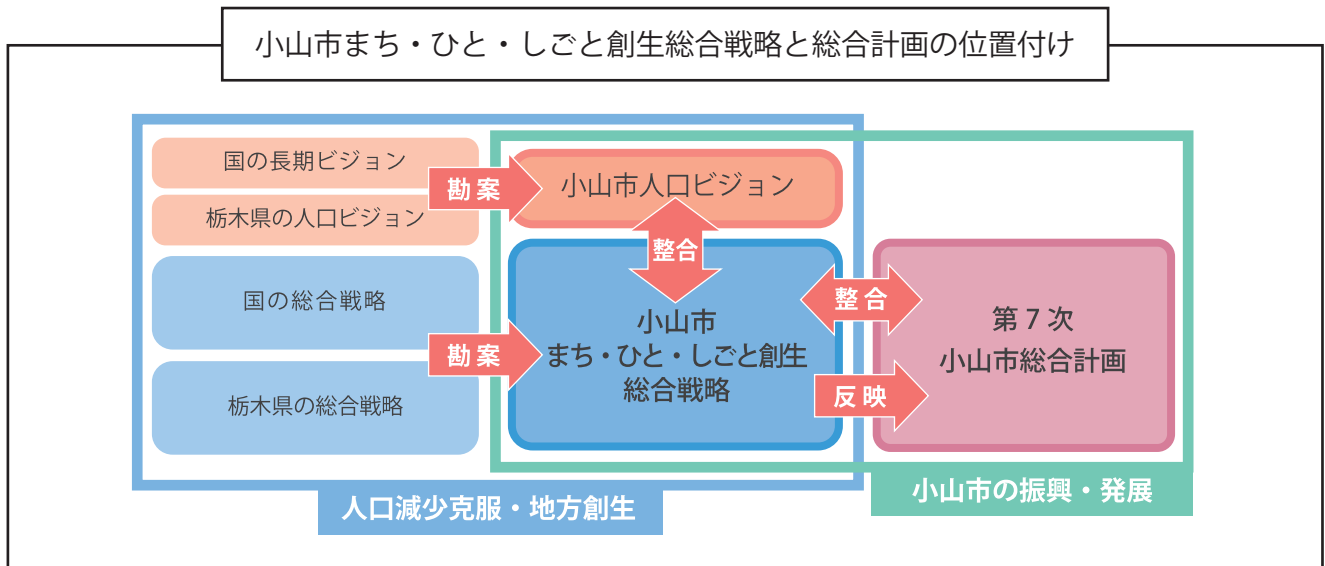 小山市まち・ひと・しごと創生総合戦略と総合計画の位置付け
国の長期ビジョン
栃木県の人口ビジョン
勘案
小山市人口ビジョン
整合
国の総合戦略
栃木県の総合戦略
勘案
小山市
まち・ひと・しごと創生
総合戦略
整合
反映
第7次
小山市総合計画
人口減少克服・地方創生
小山市の振興・発展